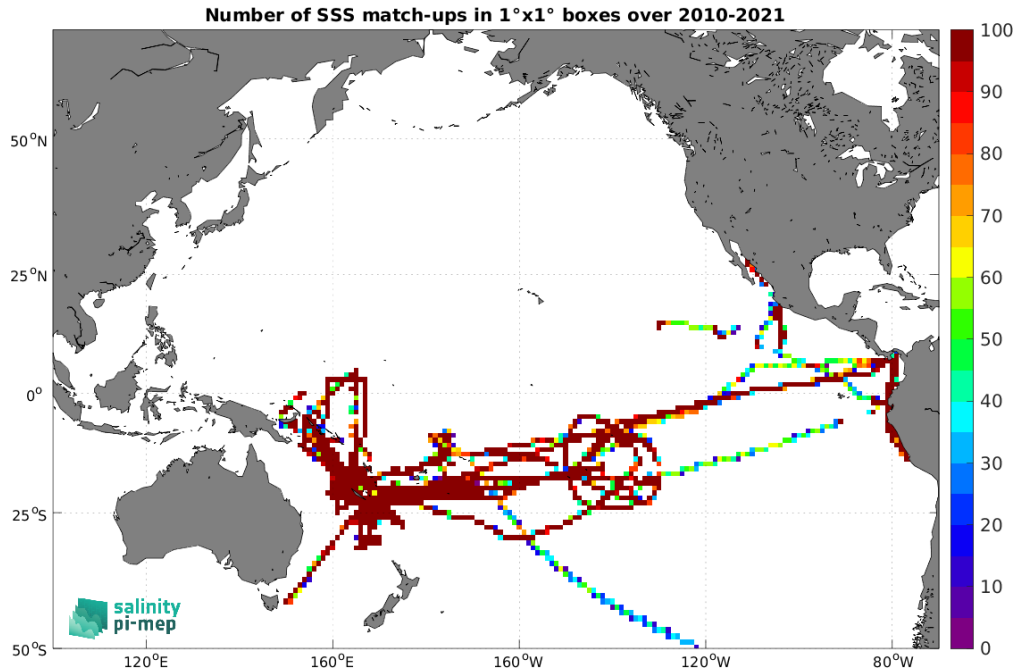 Number of SSS match-ups in 1°x1° boxes over 2010-2021
100
90
80
70
60
50
40
30
20
10
0
50°N
25°N
0°
25°S
50°S
120°E
160°E
160°W
120°W
80°W
salinity
pi-mep